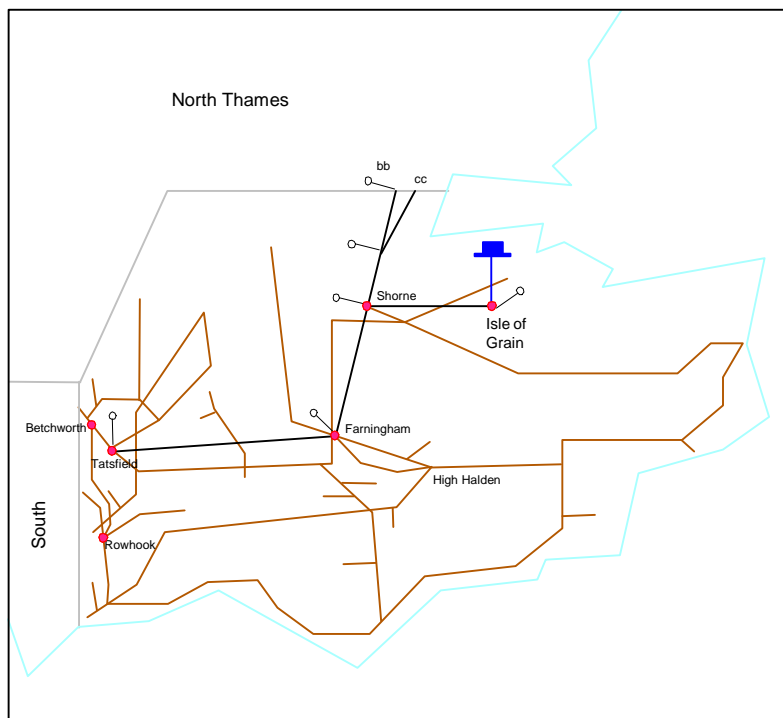 North Thames
bb
cc
Shorne
Isle of
Grain
Betchworth
Farningham
Tatsfield
High Halden
South
Rowhook